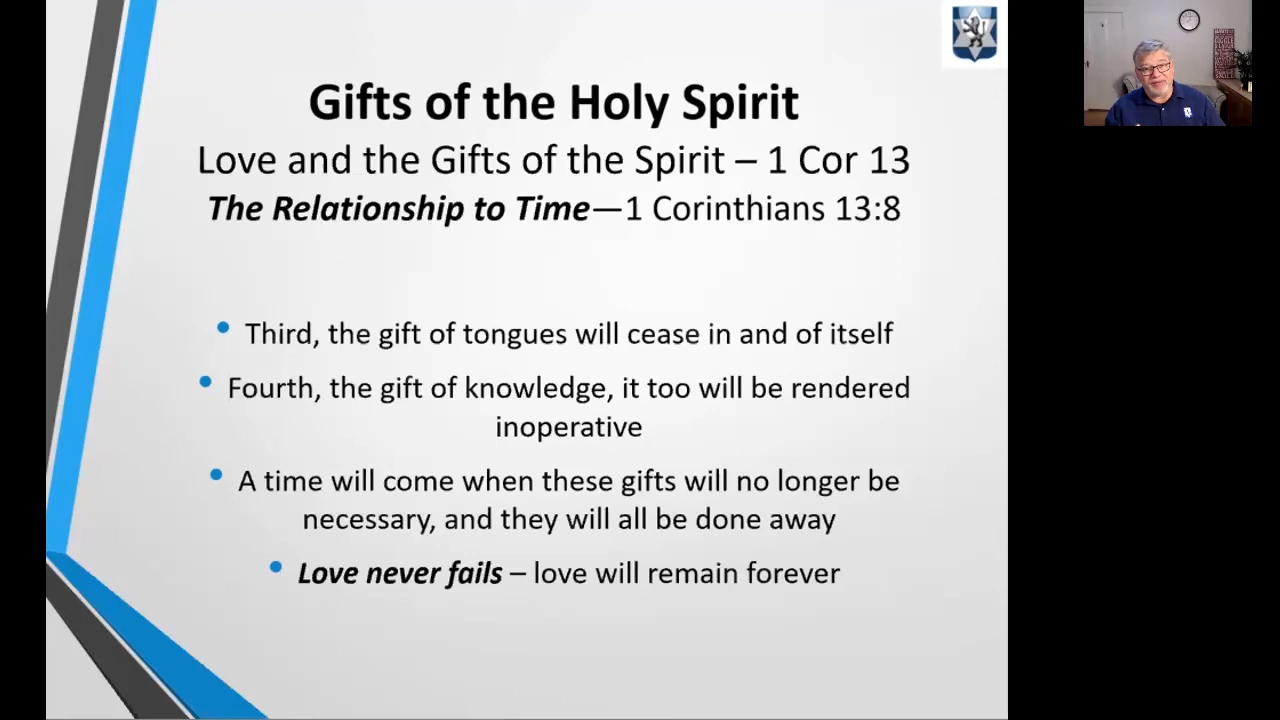 Gifts of the Holy Spirit
Love and the Gifts of the Spirit – 1 Cor 13
The Relationship to Time—1 Corinthians 13:8
• Third, the gift of tongues will cease in and of itself
• Fourth, the gift of knowledge, it too will be rendered
inoperative
• A time will come when these gifts will no longer be
necessary, and they will all be done away
• Love never fails – love will remain forever